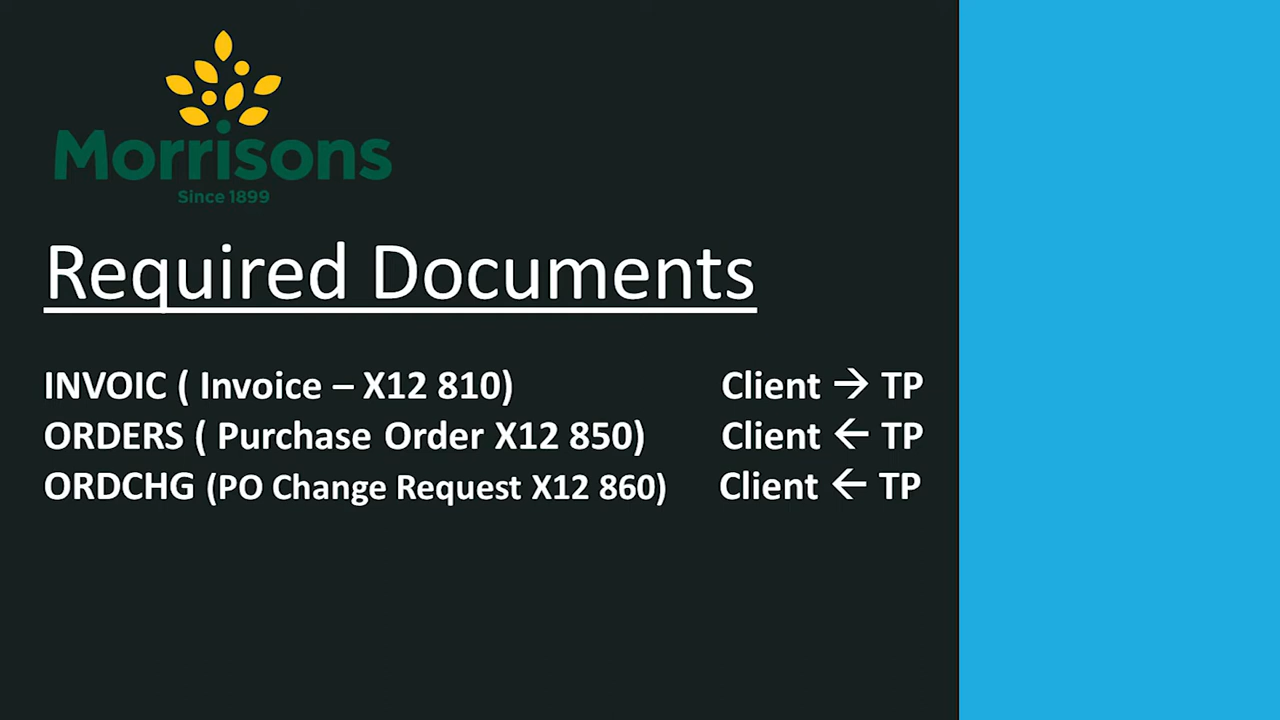 Morrisons
Since 1899
Required Documents
INVOIC ( Invoice – X12 810) Client → TP
ORDERS ( Purchase Order X12 850) Client ← TP
ORDCHG (PO Change Request X12 860) Client ← TP